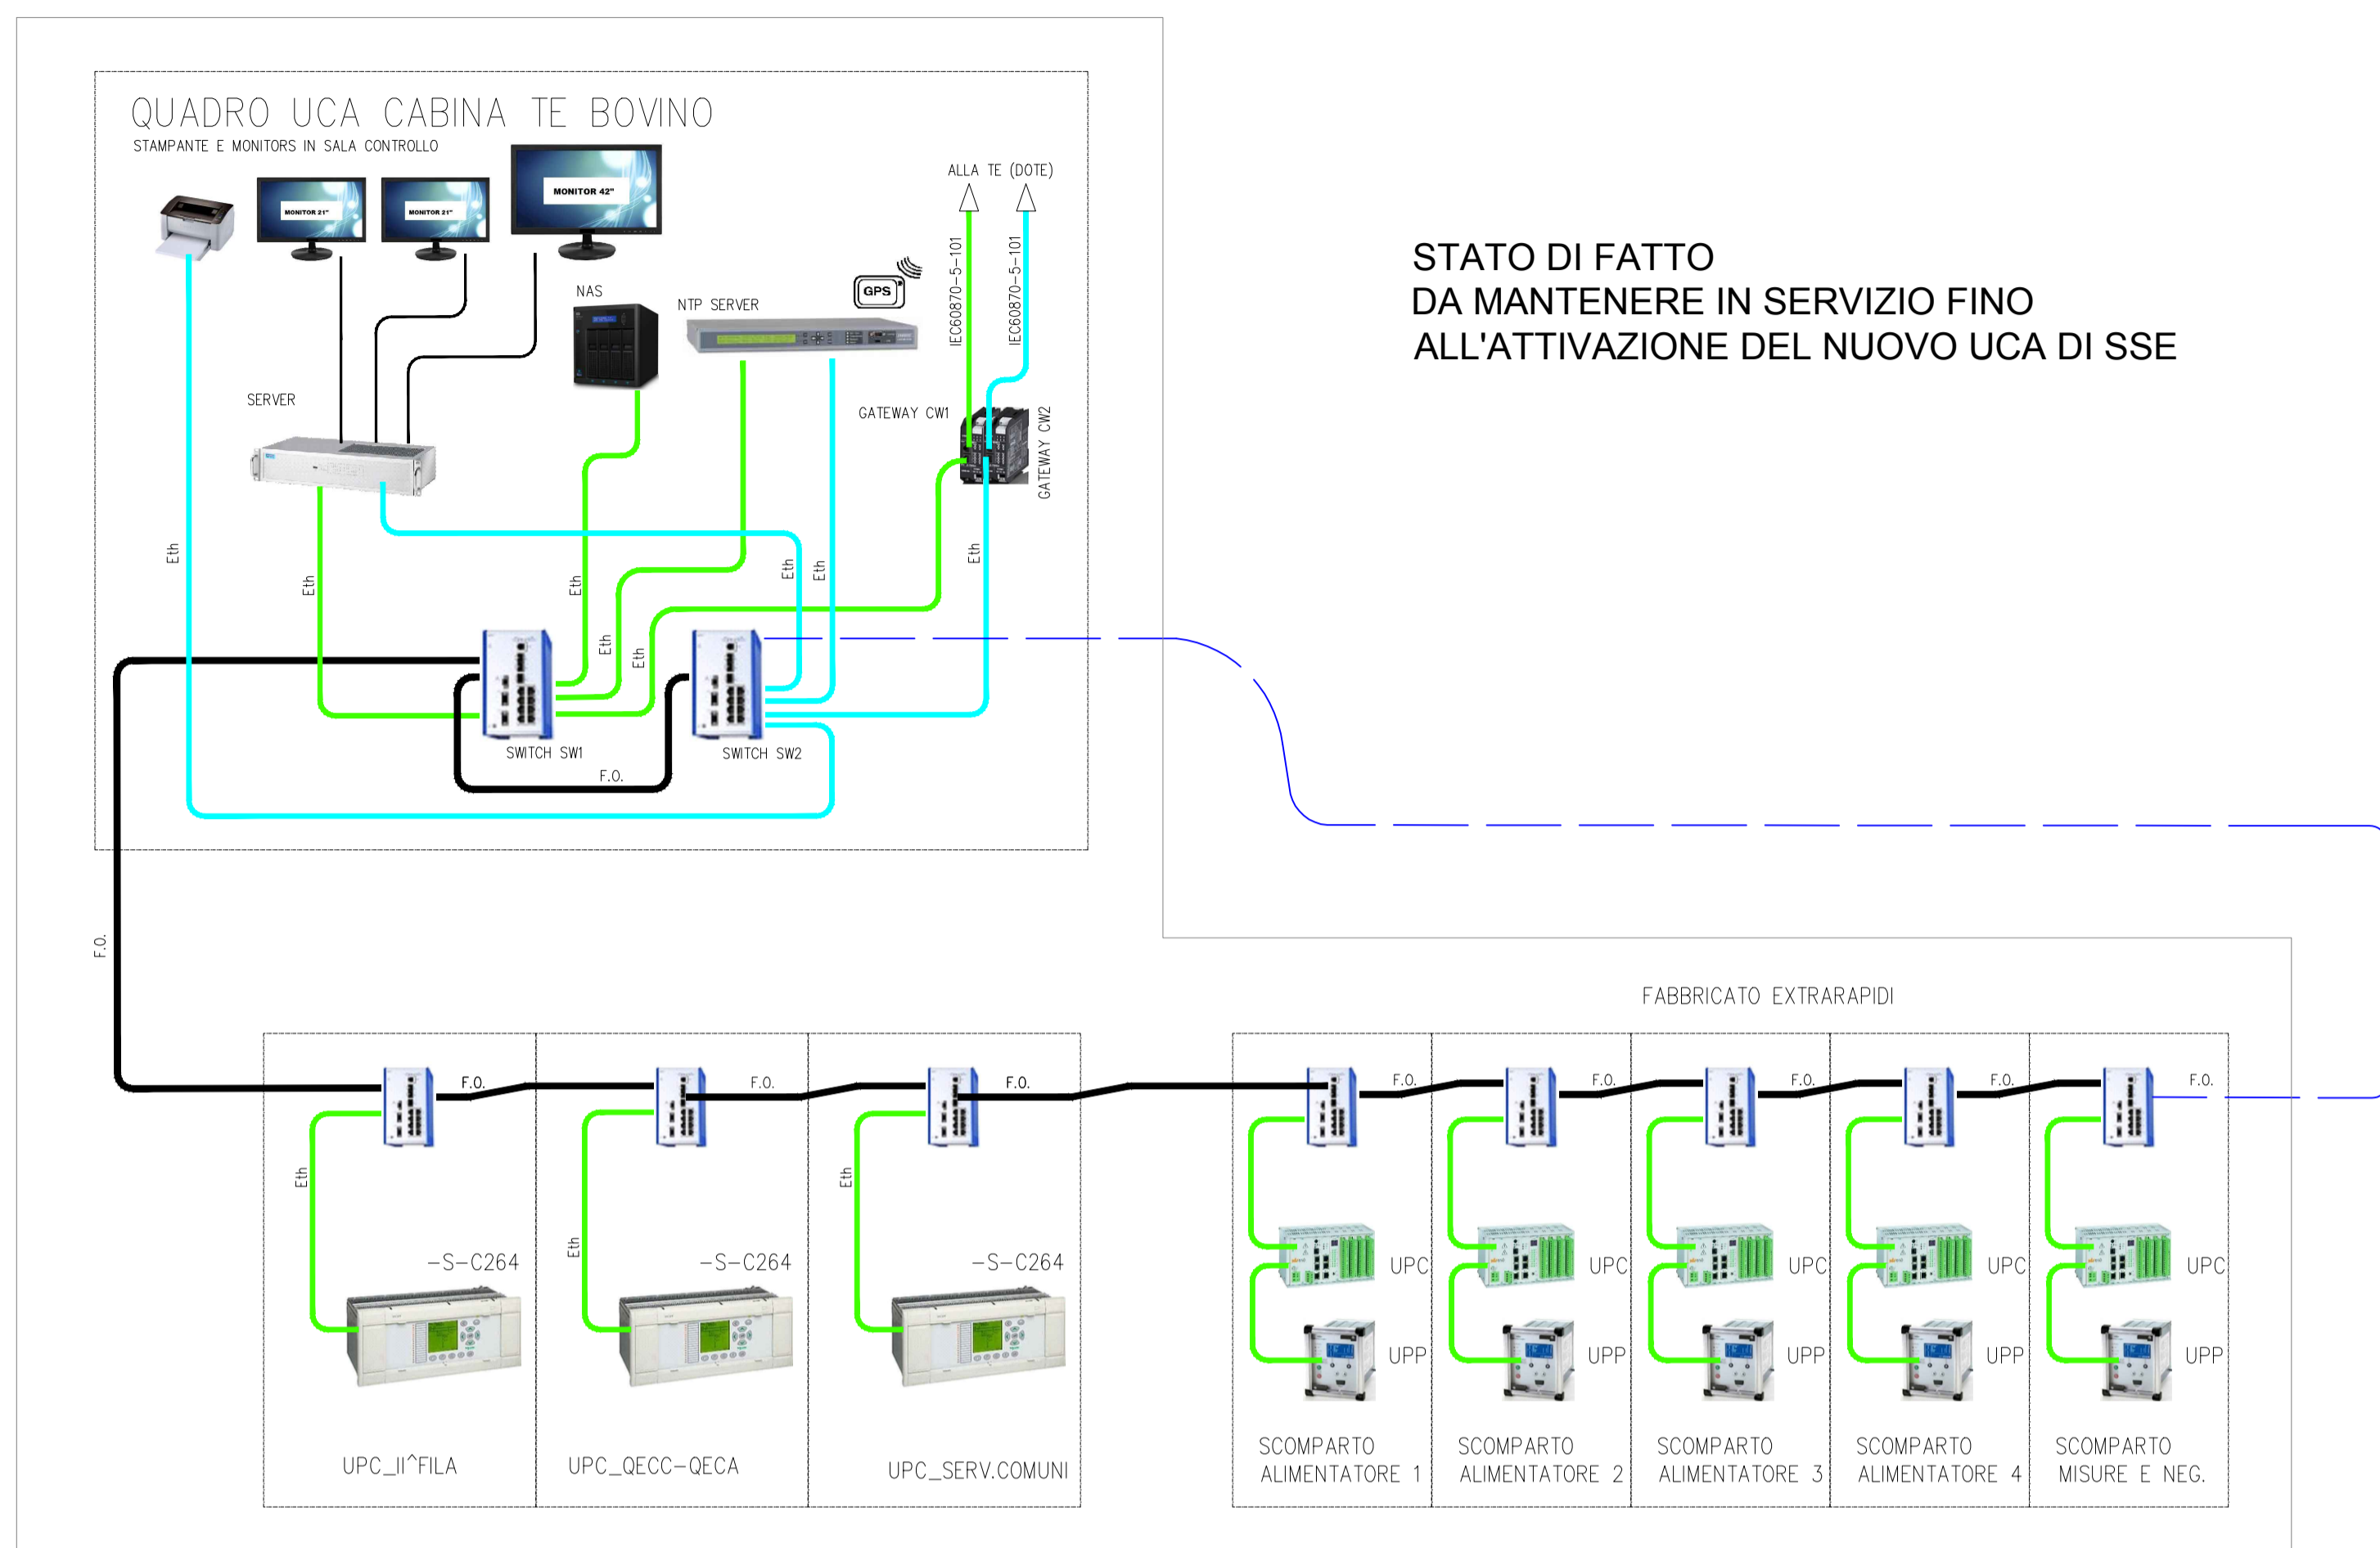 QUADRO UCA CABINA TE BOVINO
STAMPANTE E MONITORS IN SALA CONTROLLO
MONITOR 21"
MONITOR 21"
MONITOR 42"
ALLA TE (DOTE)
IEC60870-5-101
IEC60870-5-101
GPS
NAS
NTP SERVER
SERVER
GATEWAY CW1
GATEWAY CW2
Eth
Eth
Eth
Eth
Eth
Eth
Eth
Eth
SWITCH SW1
SWITCH SW2
F.O.
STATO DI FATTO
DA MANTENERE IN SERVIZIO FINO
ALL'ATTIVAZIONE DEL NUOVO UCA DI SSE
F.O.
FABBRICATO EXTRARAPIDI
F.O.
F.O.
F.O.
F.O.
F.O.
F.O.
F.O.
F.O.
Eth
Eth
Eth
-S-C264
-S-C264
-S-C264
UPC
UPC
UPC
UPC
UPC
UPP
UPP
UPP
UPP
UPP
UPC_II^FILA
UPC_QECC-QECA
UPC_SERV.COMUNI
SCOMPARTO
ALIMENTATORE 1
SCOMPARTO
ALIMENTATORE 2
SCOMPARTO
ALIMENTATORE 3
SCOMPARTO
ALIMENTATORE 4
SCOMPARTO
MISURE E NEG.